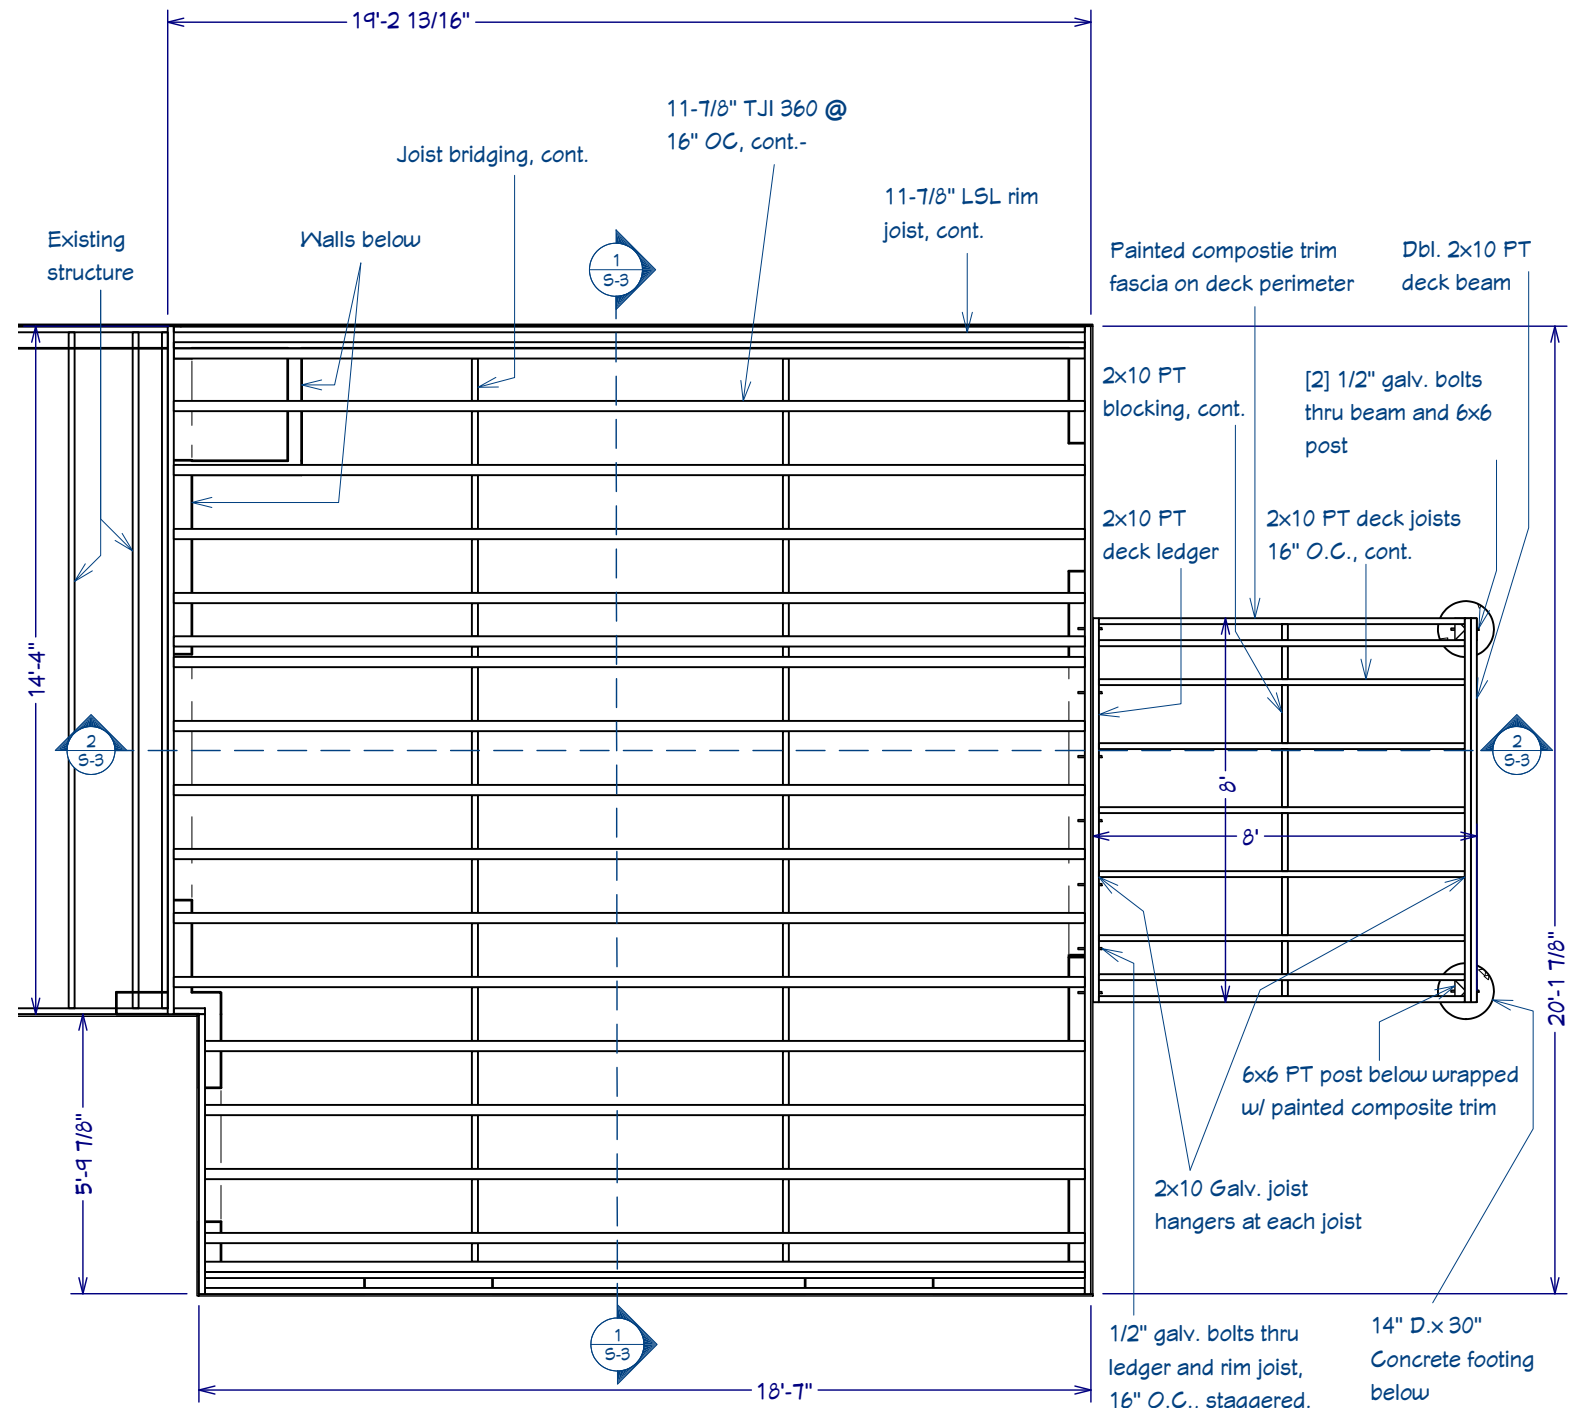 19'-2 13/16"
11-7/8" TJI 360 @
16" OC, cont.-
Joist bridging, cont.
11-7/8" LSL rim
joist, cont.
Existing
structure
Walls below
1
S-3
Painted compostie trim
fascia on deck perimeter
Dbl. 2x10 PT
deck beam
2x10 PT
blocking, cont.
[2] 1/2" galv. bolts
thru beam and 6x6
post
2x10 PT
deck ledger
2x10 PT deck joists
16" O.C., cont.
14'-4"
2
S-3
2
S-3
8'
8'
20'-1 7/8"
6x6 PT post below wrapped
w/ painted composite trim
5'-9 7/8"
2x10 Galv. joist
hangers at each joist
1
S-3
18'-7"
1/2" galv. bolts thru
ledger and rim joist,
16" O.C., staggered.
14" D.x 30"
Concrete footing
below